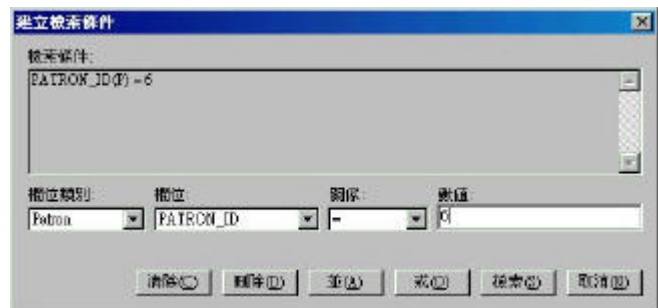 建立檢索條件
檢索條件:
PATRON_ID(P) = 6
欄位類別: 欄位: 關係: 數值:
Patron PATRON_ID = 0
清除(C) 刪除(D) 並(A) 或(O) 檢索(S) 取消(N)